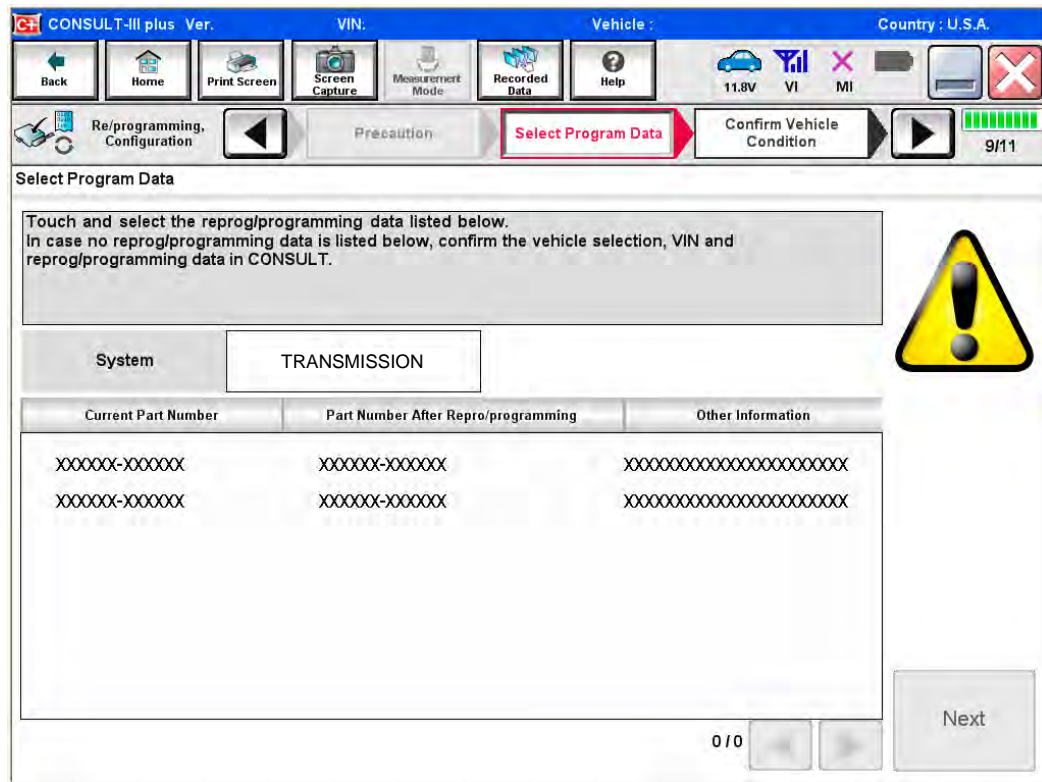 C+ CONSULT-III plus Ver. VIN: Vehicle : Country : U.S.A.
Back Home Print Screen Screen Capture Measurement Mode Recorded Data Help 11.8V VI MI
Re/programming, Configuration Precaution Select Program Data Confirm Vehicle Condition 9/11
Select Program Data
Touch and select the reprog/programming data listed below.
In case no reprog/programming data is listed below, confirm the vehicle selection, VIN and
reprog/programming data in CONSULT.
System TRANSMISSION
Current Part Number Part Number After Repro/programming Other Information
XXXXXX-XXXXXX XXXXXX-XXXXXX XXXXXXXXXXXXXXXXXXXXXX
XXXXXX-XXXXXX XXXXXX-XXXXXX XXXXXXXXXXXXXXXXXXXXXX
Next
0/0